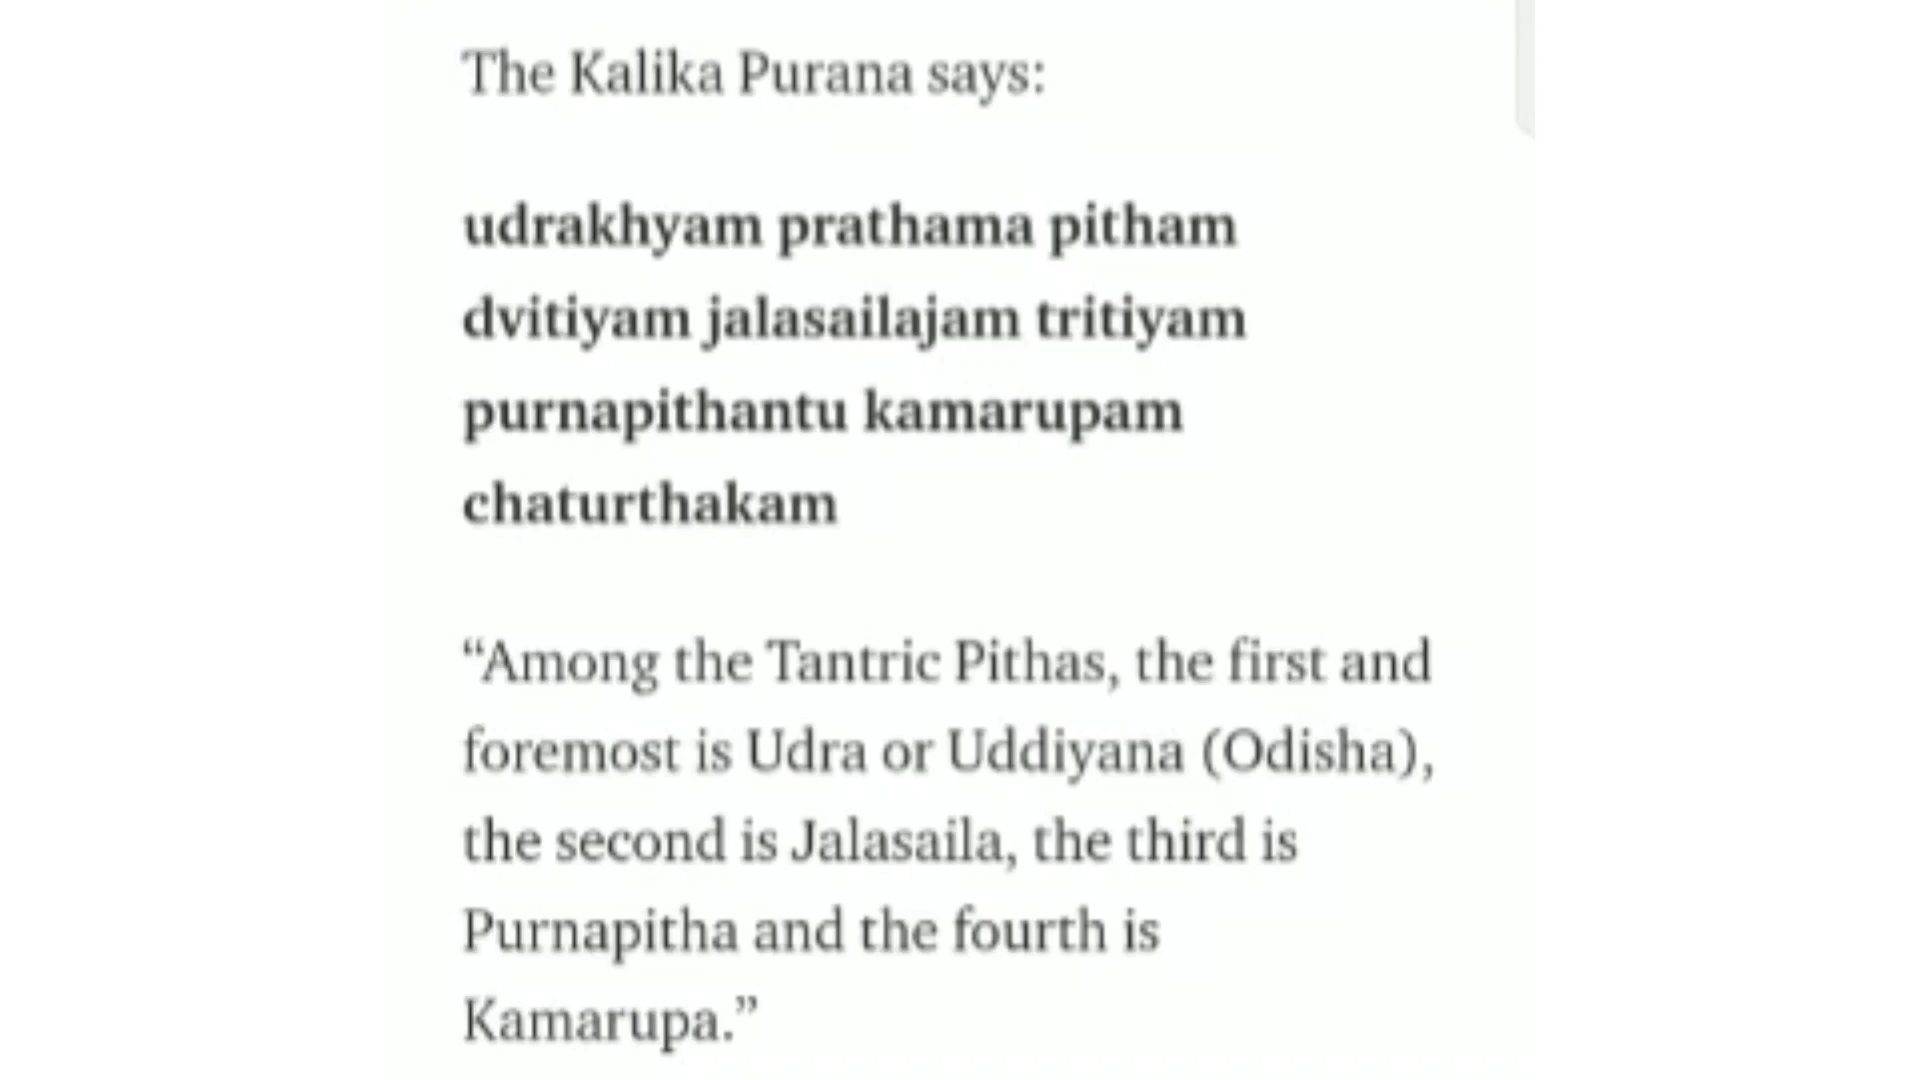 The Kalika Purana says:
udrakhyam prathama pitham
dvitiyam jalasailajam tritiyam
purnapithantu kamarupam
chaturthakam
“Among the Tantric Pithas, the first and
foremost is Udra or Uddiyana (Odisha),
the second is Jalasaila, the third is
Purnapitha and the fourth is
Kamarupa.”